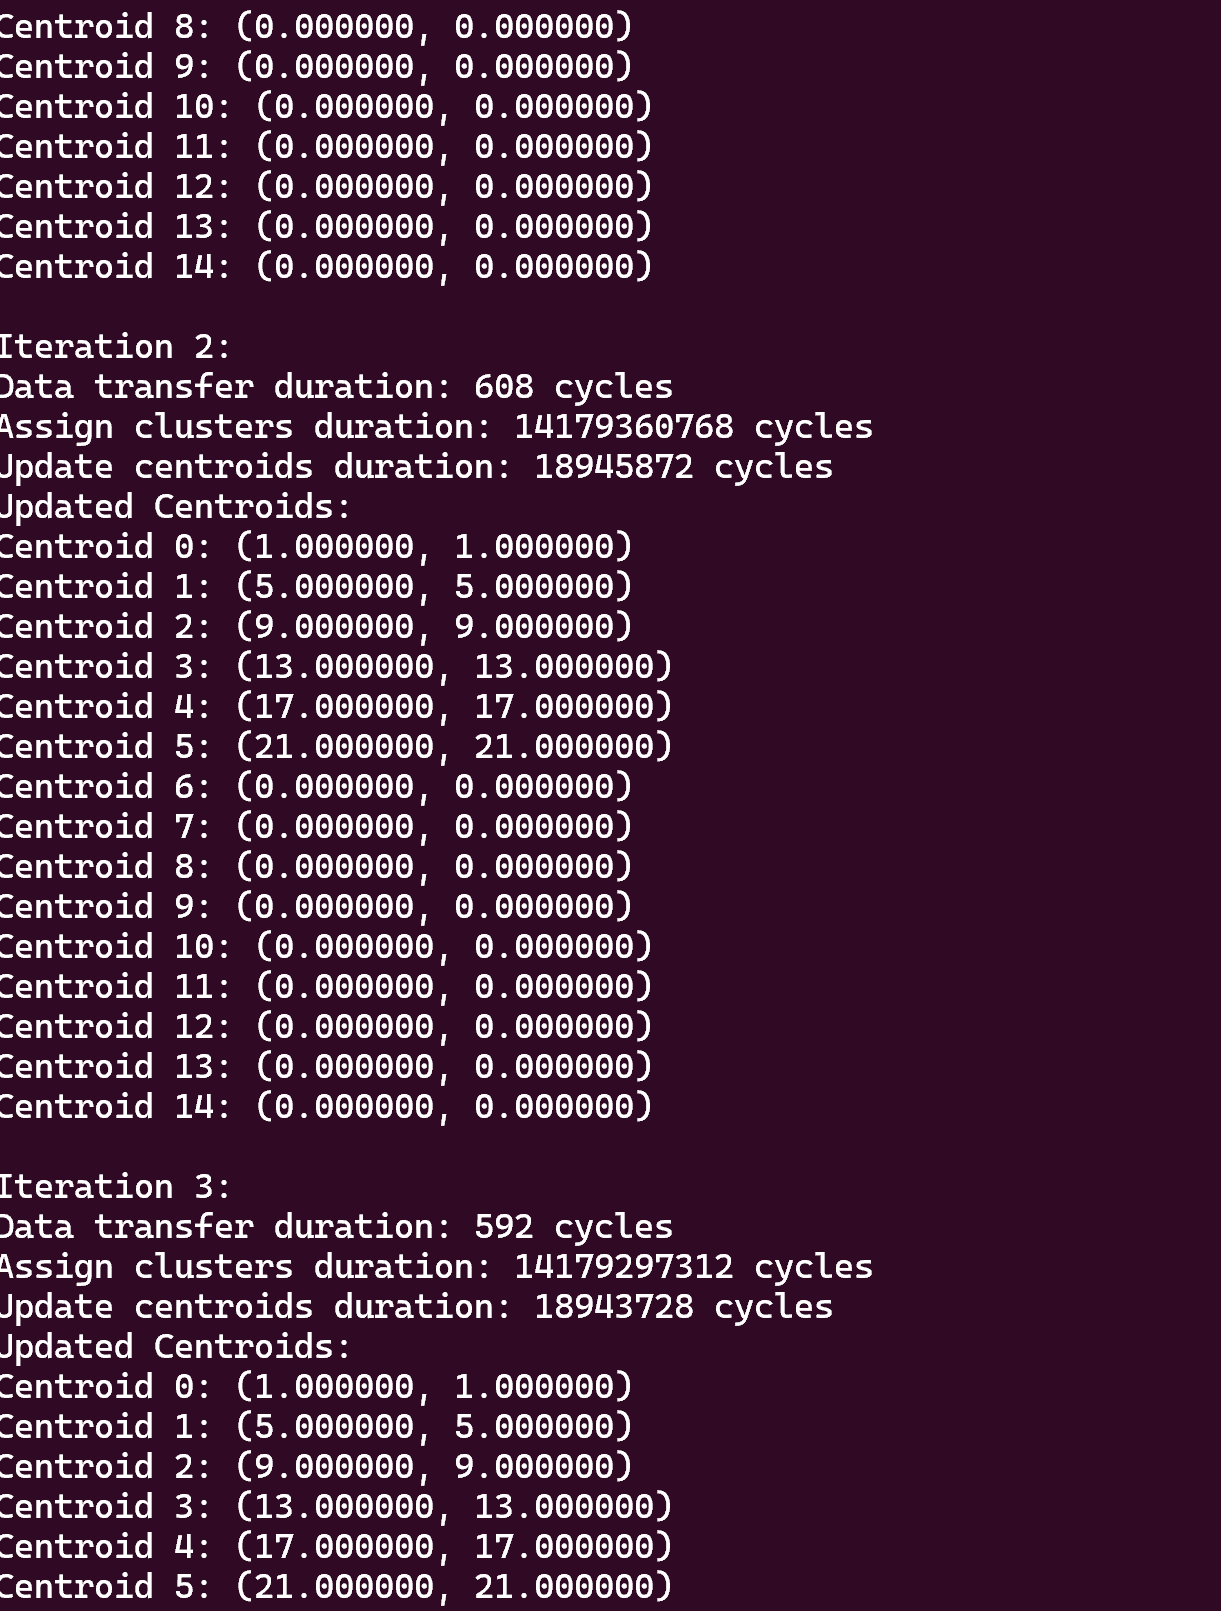 Centroid 8: (0.000000, 0.000000)
Centroid 9: (0.000000, 0.000000)
Centroid 10: (0.000000, 0.000000)
Centroid 11: (0.000000, 0.000000)
Centroid 12: (0.000000, 0.000000)
Centroid 13: (0.000000, 0.000000)
Centroid 14: (0.000000, 0.000000)
Iteration 2:
Data transfer duration: 608 cycles
Assign clusters duration: 14179360768 cycles
Update centroids duration: 18945872 cycles
Updated Centroids:
Centroid 0: (1.000000, 1.000000)
Centroid 1: (5.000000, 5.000000)
Centroid 2: (9.000000, 9.000000)
Centroid 3: (13.000000, 13.000000)
Centroid 4: (17.000000, 17.000000)
Centroid 5: (21.000000, 21.000000)
Centroid 6: (0.000000, 0.000000)
Centroid 7: (0.000000, 0.000000)
Centroid 8: (0.000000, 0.000000)
Centroid 9: (0.000000, 0.000000)
Centroid 10: (0.000000, 0.000000)
Centroid 11: (0.000000, 0.000000)
Centroid 12: (0.000000, 0.000000)
Centroid 13: (0.000000, 0.000000)
Centroid 14: (0.000000, 0.000000)
Iteration 3:
Data transfer duration: 592 cycles
Assign clusters duration: 14179297312 cycles
Update centroids duration: 18943728 cycles
Updated Centroids:
Centroid 0: (1.000000, 1.000000)
Centroid 1: (5.000000, 5.000000)
Centroid 2: (9.000000, 9.000000)
Centroid 3: (13.000000, 13.000000)
Centroid 4: (17.000000, 17.000000)
Centroid 5: (21.000000, 21.000000)